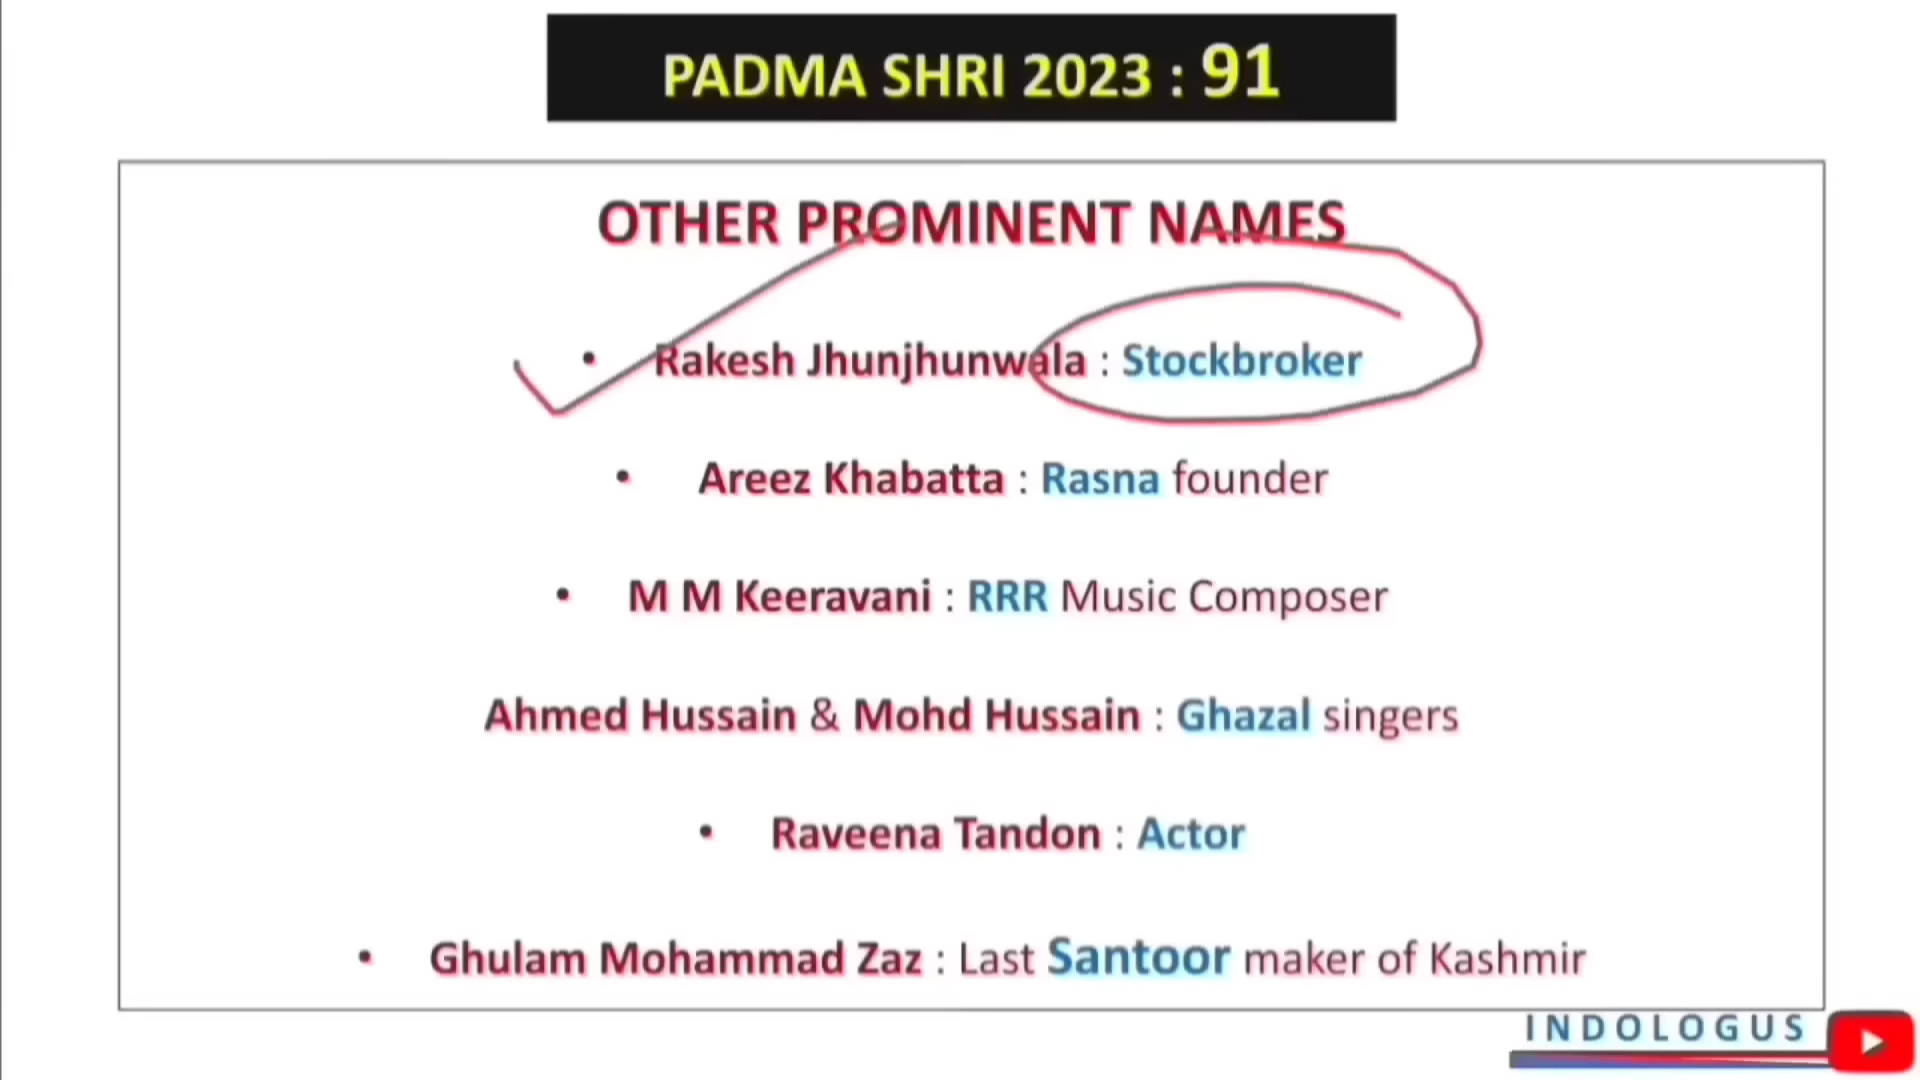 PADMA SHRI 2023 : 91
OTHER PROMINENT NAMES
• Rakesh Jhunjhunwala : Stockbroker
• Areez Khabatta : Rasna founder
• M M Keeravani : RRR Music Composer
Ahmed Hussain & Mohd Hussain : Ghazal singers
• Raveena Tandon : Actor
• Ghulam Mohammad Zaz : Last Santoor maker of Kashmir
INDOLOGUS